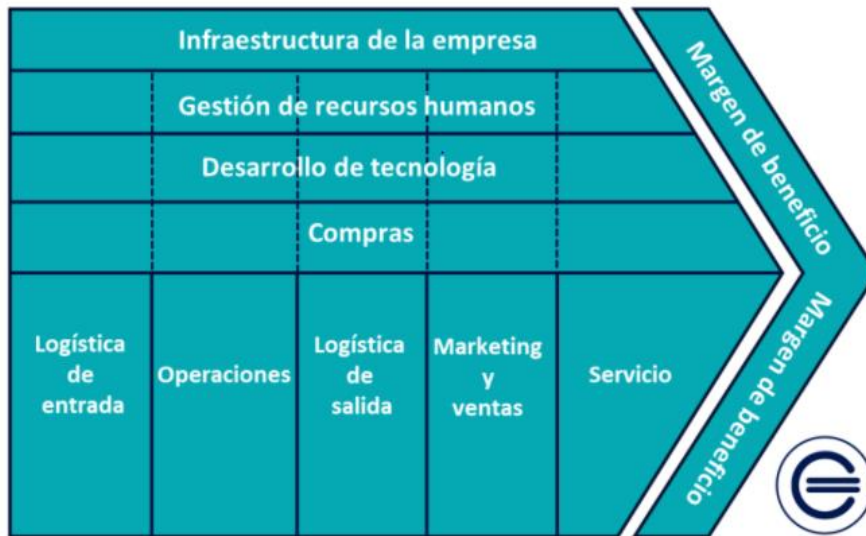 Infraestructura de la empresa
Gestión de recursos humanos
Desarrollo de tecnología
Compras
Logística
de
entrada
Operaciones
Logística
de
salida
Marketing
y
ventas
Servicio
Margen de beneficio
Margen de beneficio